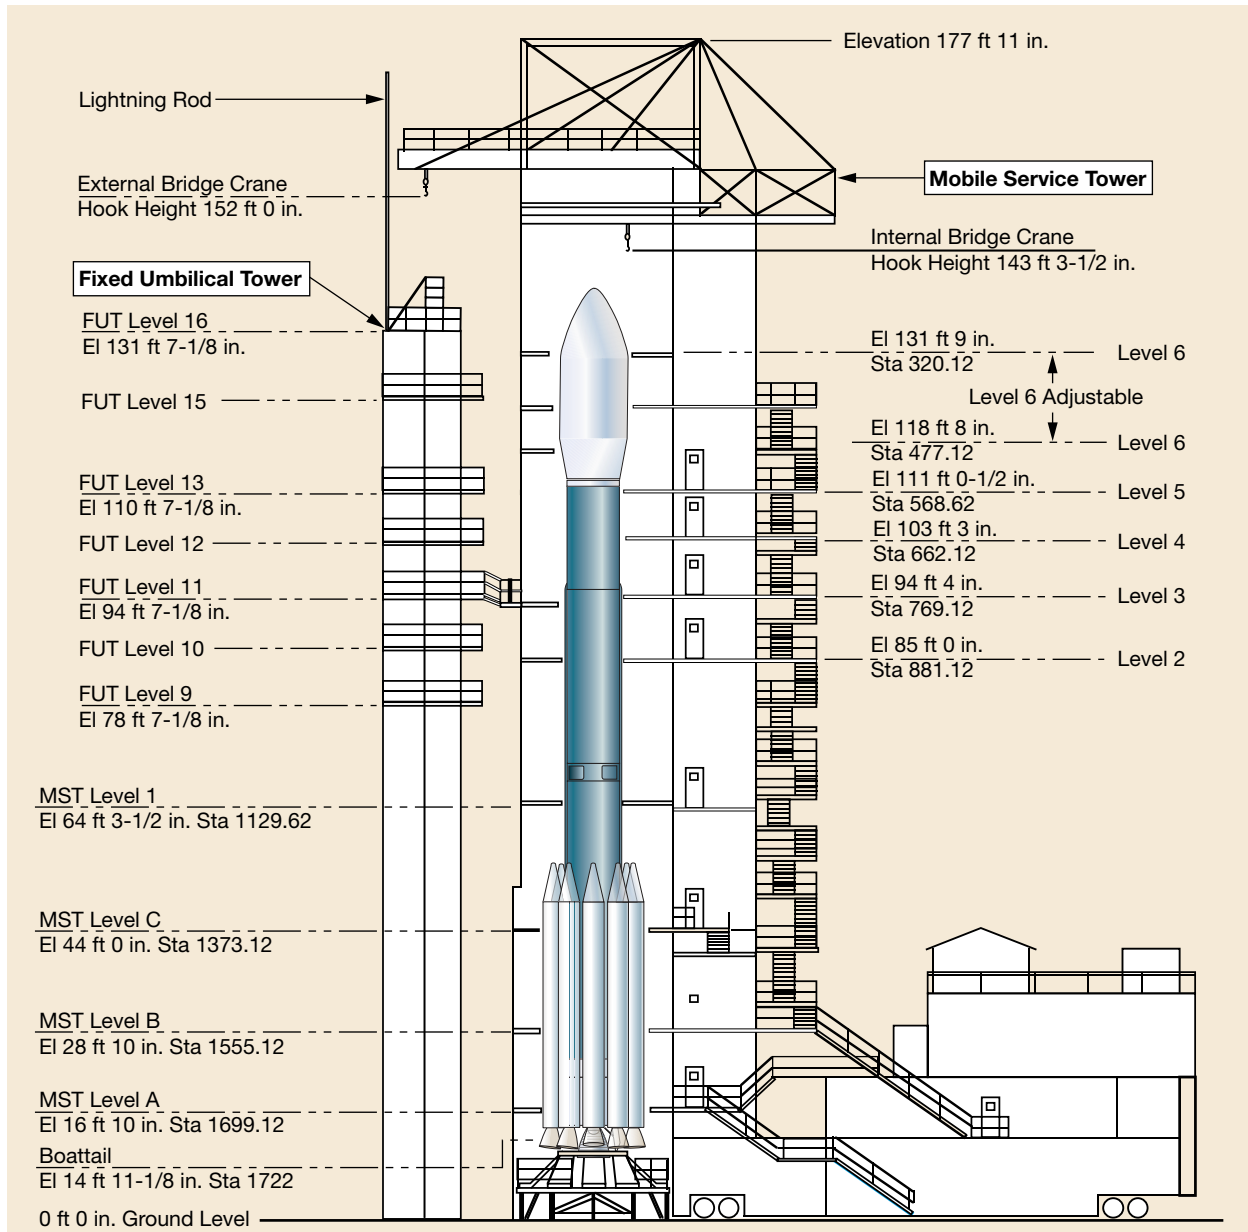 Elevation 177 ft 11 in.
Lightning Rod
External Bridge Crane
Hook Height 152 ft 0 in.
Mobile Service Tower
Internal Bridge Crane
Hook Height 143 ft 3-1/2 in.
Fixed Umbilical Tower
FUT Level 16
El 131 ft 7-1/8 in.
FUT Level 15
FUT Level 13
El 110 ft 7-1/8 in.
FUT Level 12
FUT Level 11
El 94 ft 7-1/8 in.
FUT Level 10
FUT Level 9
El 78 ft 7-1/8 in.
El 131 ft 9 in.
Sta 320.12
Level 6
Level 6 Adjustable
El 118 ft 8 in.
Sta 477.12
Level 6
El 111 ft 0-1/2 in.
Sta 568.62
Level 5
El 103 ft 3 in.
Sta 662.12
Level 4
El 94 ft 4 in.
Sta 769.12
Level 3
El 85 ft 0 in.
Sta 881.12
Level 2
MST Level 1
El 64 ft 3-1/2 in. Sta 1129.62
MST Level C
El 44 ft 0 in. Sta 1373.12
MST Level B
El 28 ft 10 in. Sta 1555.12
MST Level A
El 16 ft 10 in. Sta 1699.12
Boattail
El 14 ft 11-1/8 in. Sta 1722
0 ft 0 in. Ground Level